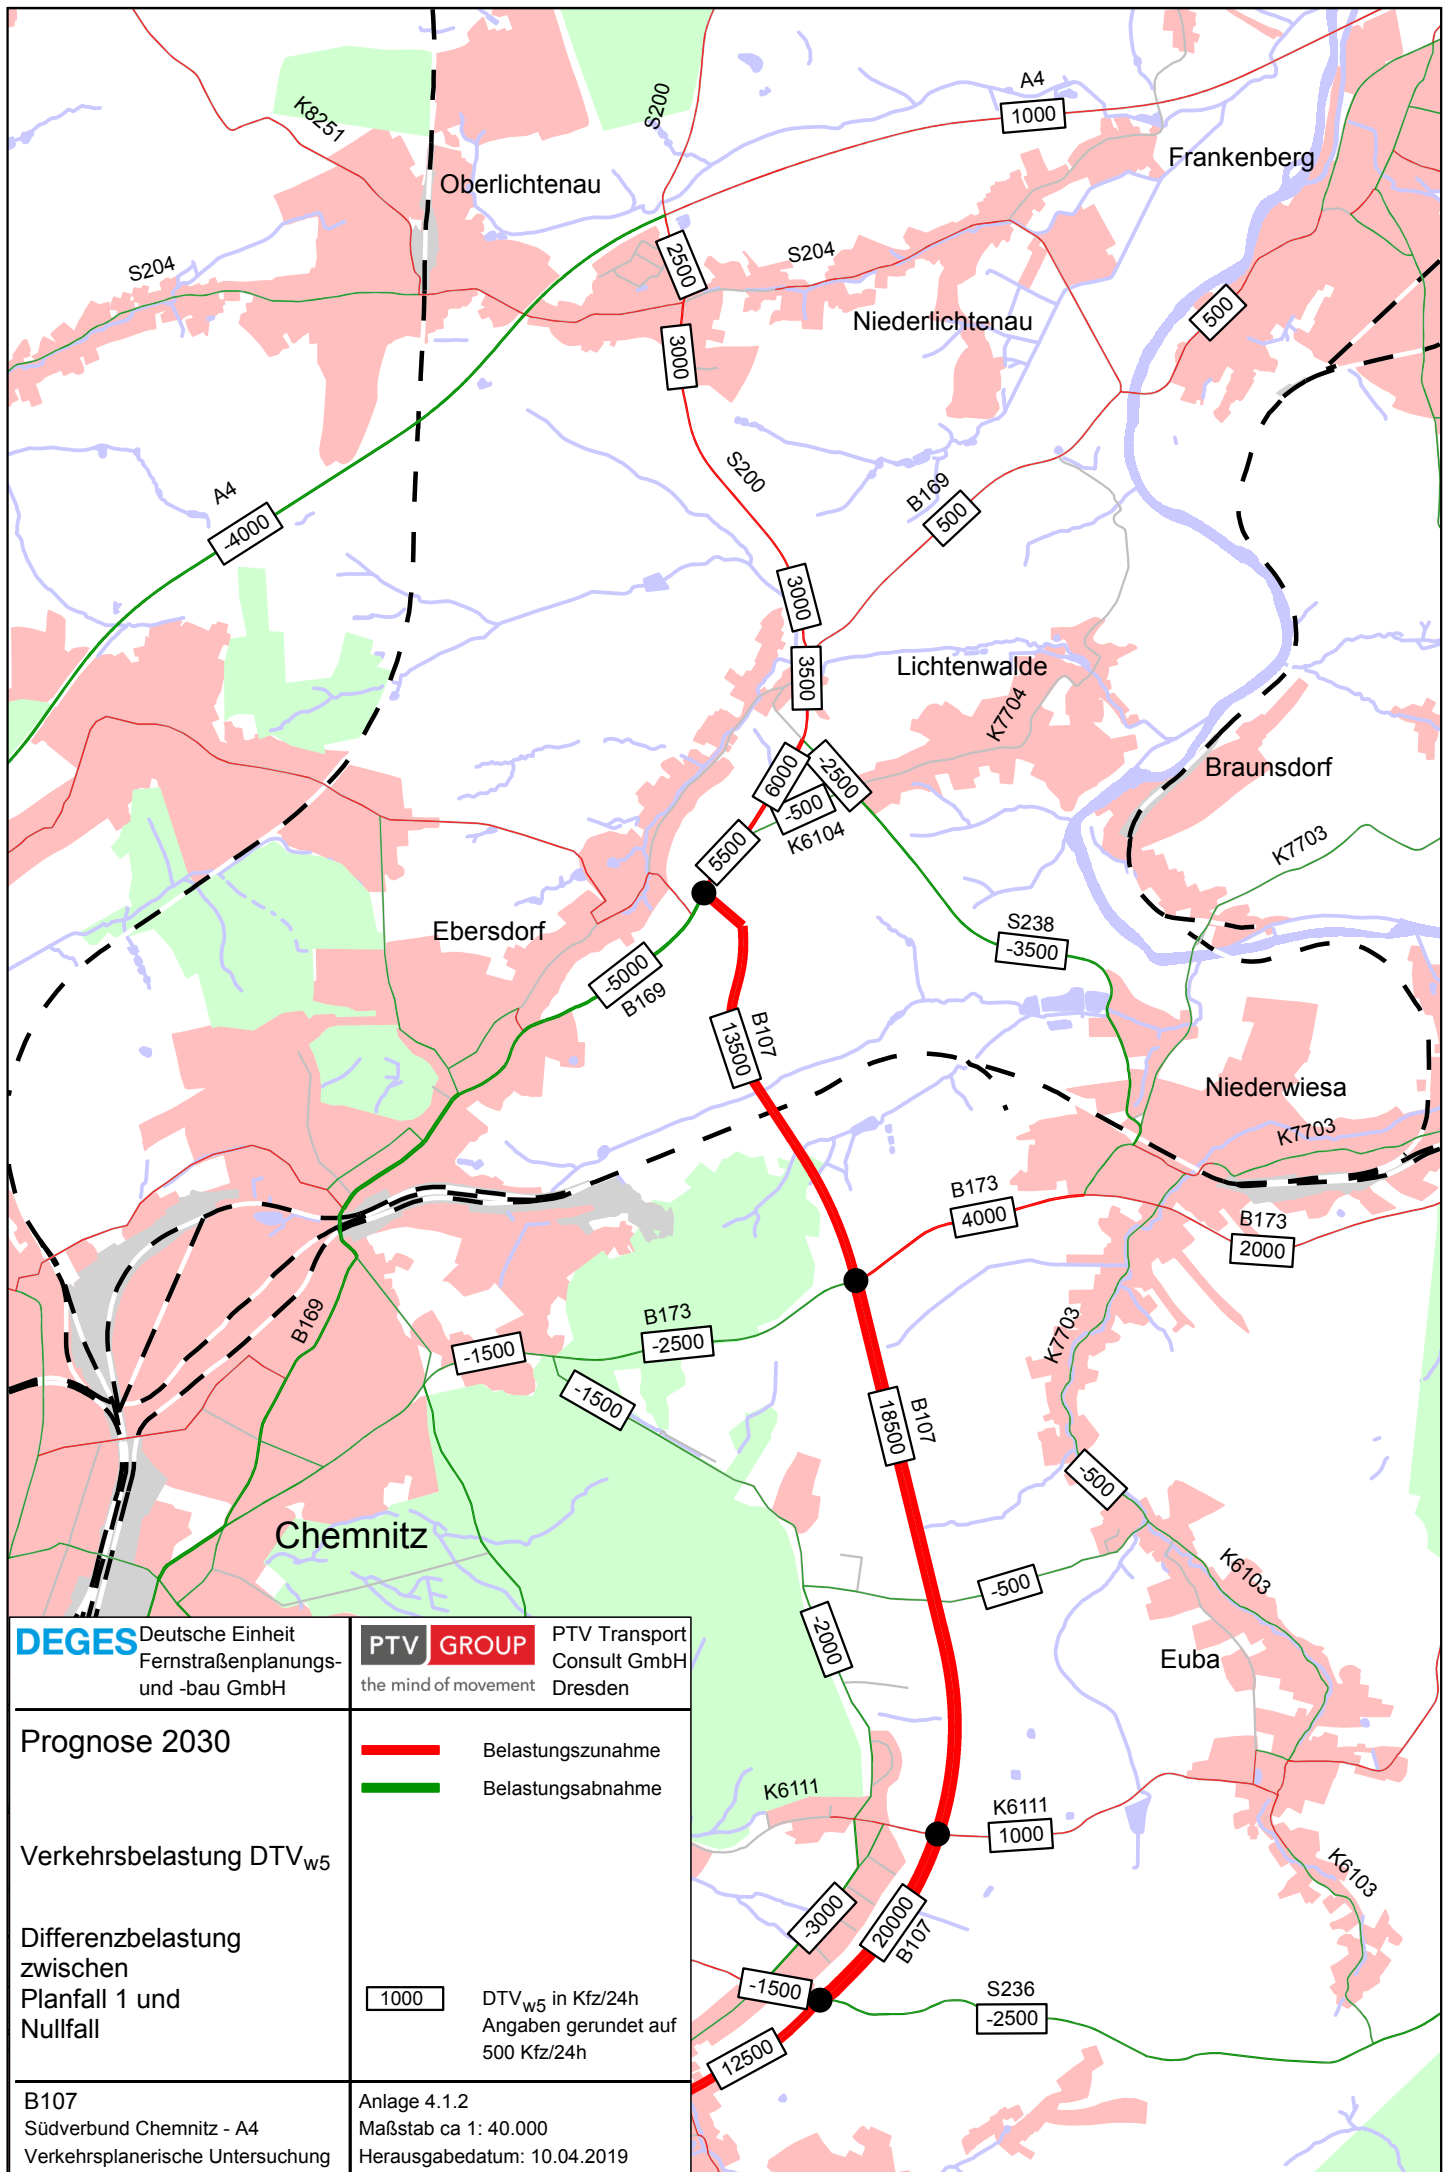 A4
1000
K8251
S200
Frankenberg
Oberlichtenau
S204
2500
S204
500
Niederlichtenau
3000
S200
B169
500
A4
-4000
3000
3500
Lichtenwalde
K7704
6000
-2500
-500
K6104
Braunsdorf
K7703
5500
Ebersdorf
S238
-3500
-5000
B169
B107
13500
Niederwiesa
K7703
B173
4000
B173
2000
B169
B173
-2500
-1500
-1500
K7703
B107
18500
-500
Chemnitz
K6103
-500
-2000
Euba
K6111
K6111
1000
K6103
-3000
20000
B107
-1500
S236
-2500
12500
DEGES Deutsche Einheit
Fernstraßenplanungs-
und -bau GmbH
PTV GROUP
the mind of movement
PTV Transport
Consult GmbH
Dresden
Prognose 2030
Verkehrsbelastung DTVw5
Differenzbelastung
zwischen
Planfall 1 und
Nullfall
Belastungszunahme
Belastungsabnahme
1000
DTVw5 in Kfz/24h
Angaben gerundet auf
500 Kfz/24h
B107
Südverbund Chemnitz - A4
Verkehrsplanerische Untersuchung
Anlage 4.1.2
Maßstab ca 1: 40.000
Herausgabedatum: 10.04.2019